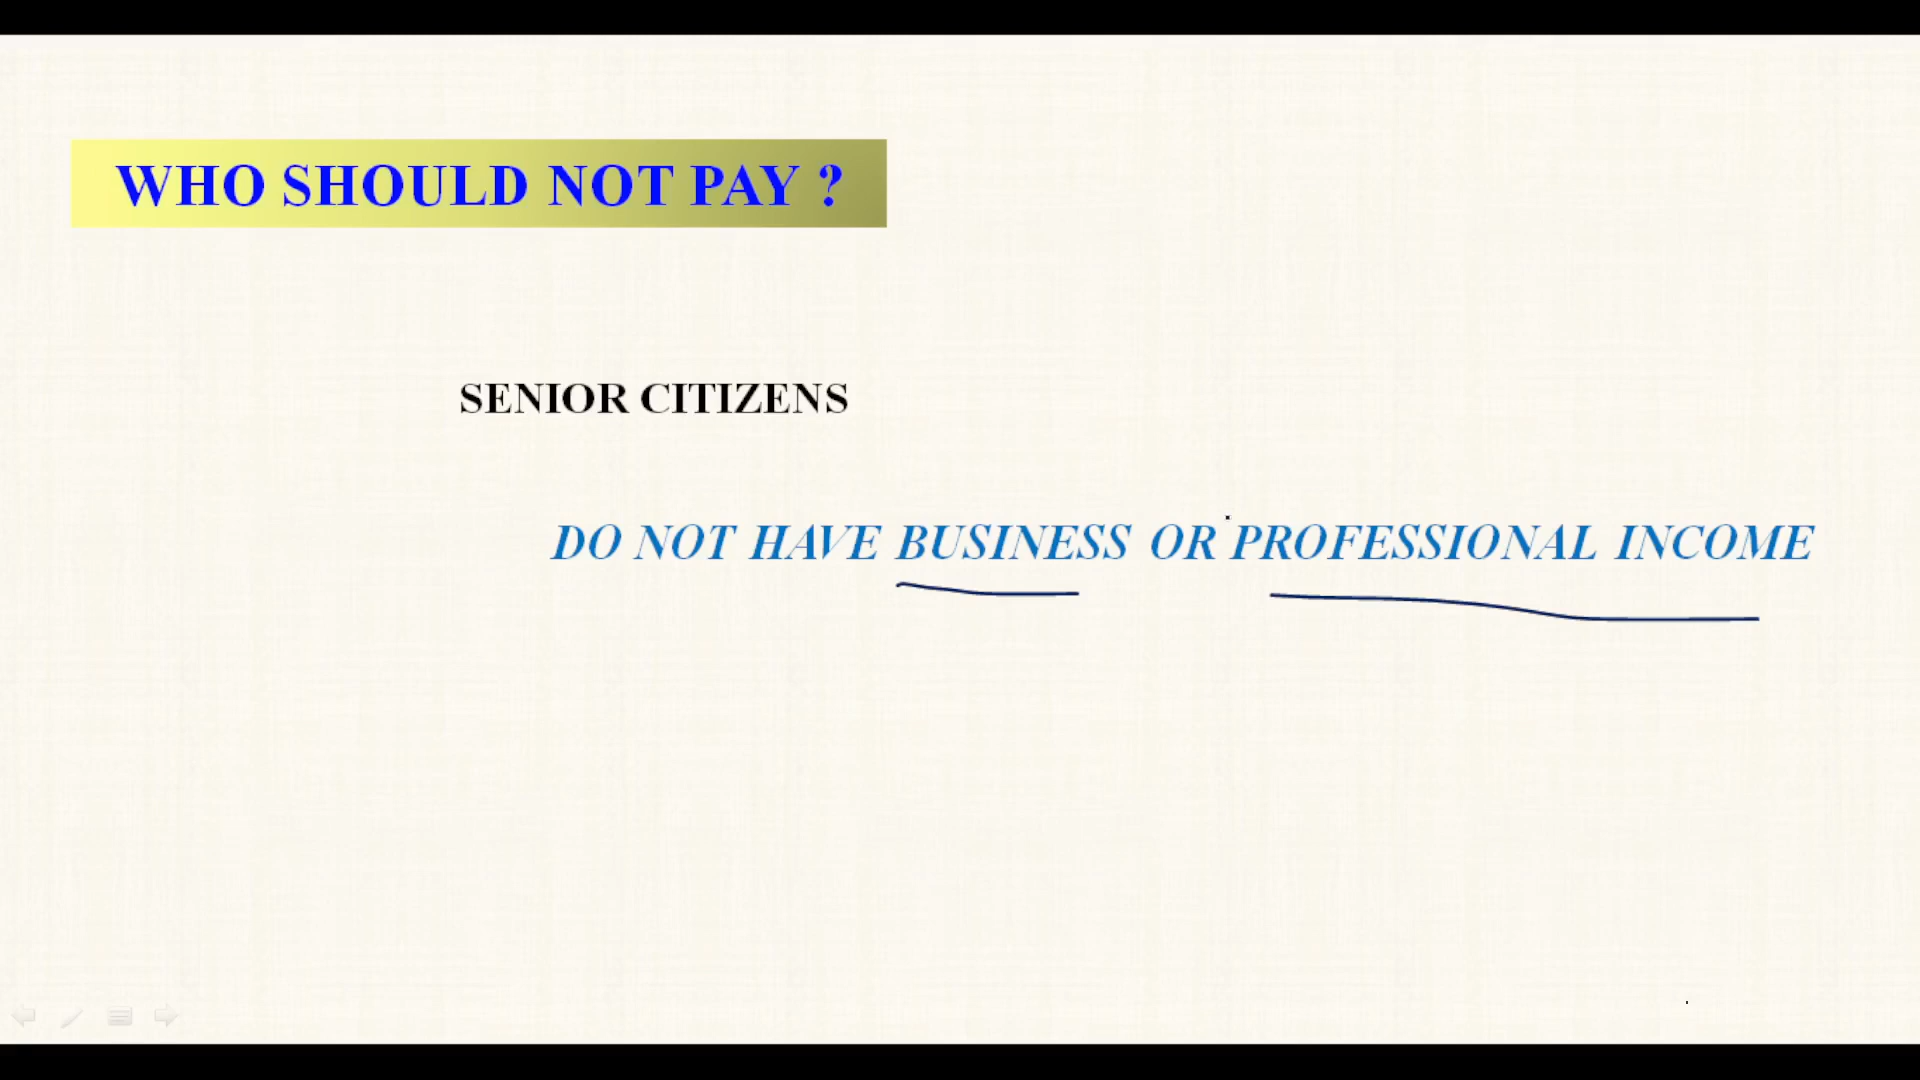 WHO SHOULD NOT PAY ?
SENIOR CITIZENS
DO NOT HAVE BUSINESS OR PROFESSIONAL INCOME